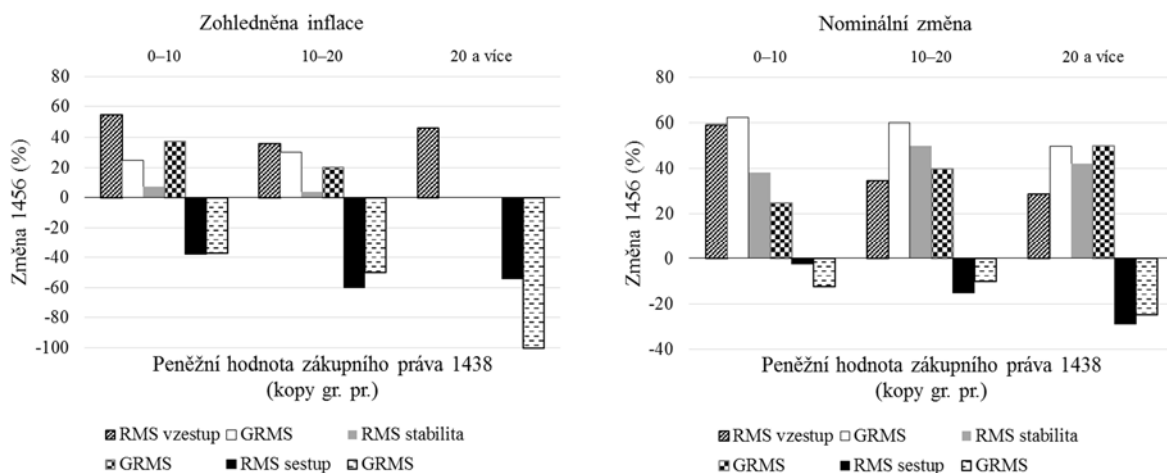 Zohledněna inflace
0–10 10–20 20 a více
80
60
40
20
0
-20
-40
-60
-80
-100
Změna 1456 (%)
Peněžní hodnota zákupního práva 1438
(kopy gr. pr.)
RMS vzestup GRMS RMS stabilita
GRMS RMS sestup GRMS
Nominální změna
0–10 10–20 20 a více
80
60
40
20
0
-20
-40
Změna 1456 (%)
Peněžní hodnota zákupního práva 1438
(kopy gr. pr.)
RMS vzestup GRMS RMS stabilita
GRMS RMS sestup GRMS